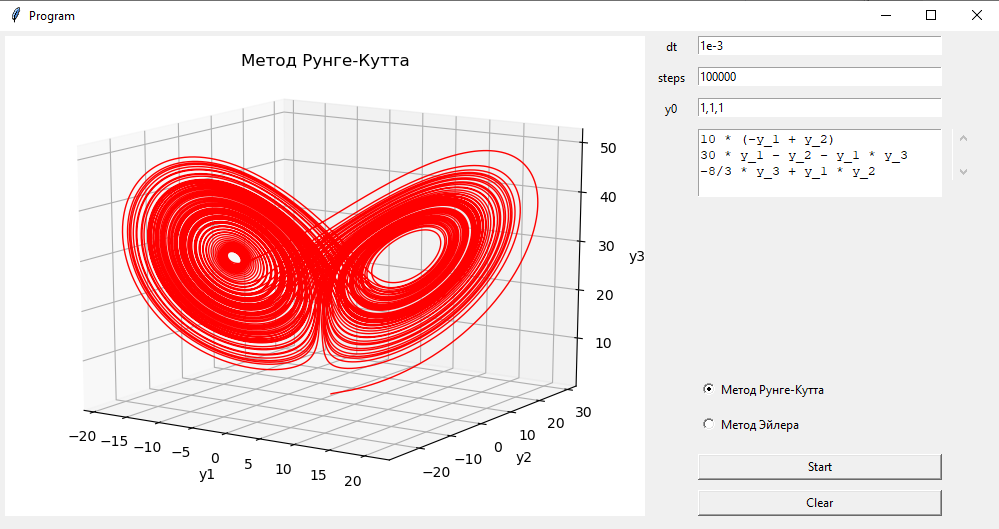 Program
Метод Рунге-Кутта
50
40
30
20
10
y3
−20
−15
−10
−5
0
5
10
15
20
y1
−20
−10
0
10
20
30
y2
dt 1e-3
steps 100000
y0 1,1,1
10 * (-y_1 + y_2)
30 * y_1 - y_2 - y_1 * y_3
-8/3 * y_3 + y_1 * y_2
Метод Рунге-Кутта
Метод Эйлера
Start
Clear